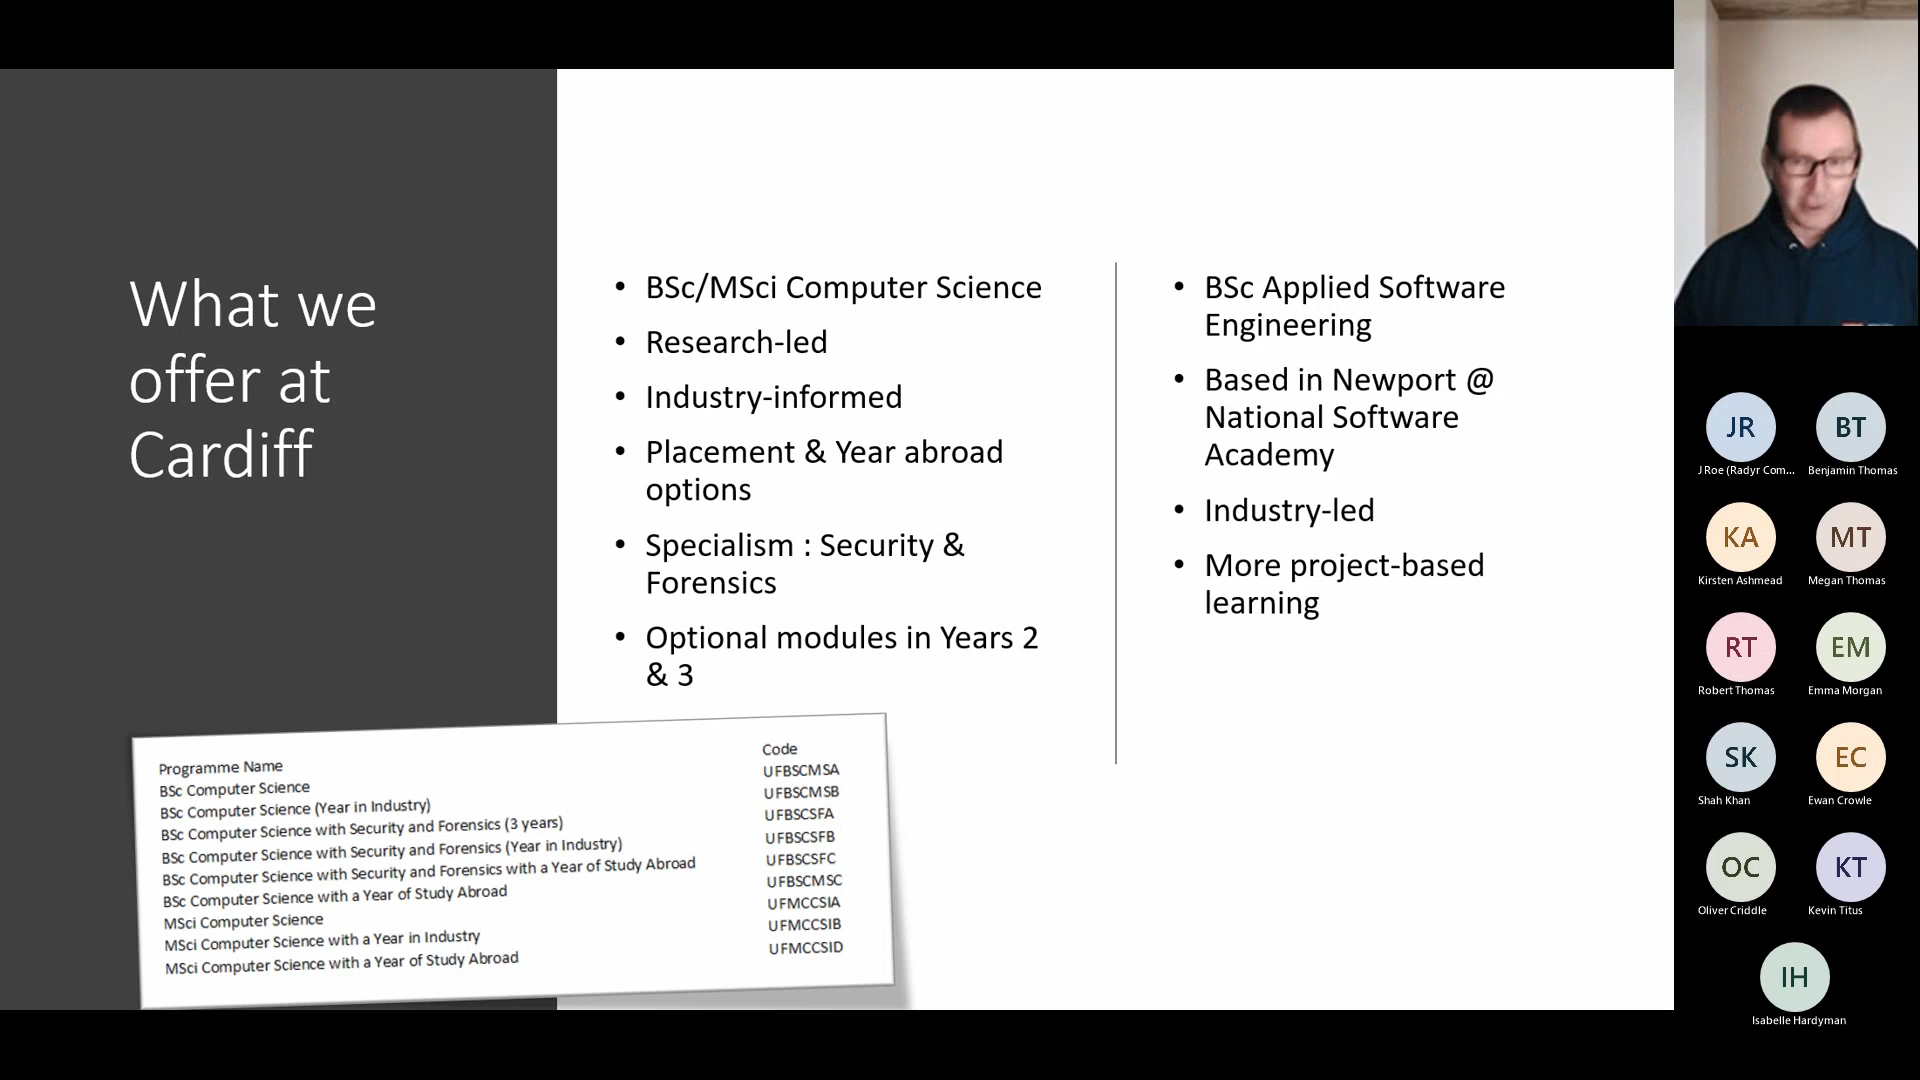 What we
offer at
Cardiff
• BSc/MSci Computer Science
• Research-led
• Industry-informed
• Placement & Year abroad
options
• Specialism : Security &
Forensics
• Optional modules in Years 2
& 3
• BSc Applied Software
Engineering
• Based in Newport @
National Software
Academy
• Industry-led
• More project-based
learning
Programme Name Code
BSc Computer Science UFBSCMSA
BSc Computer Science (Year in Industry) UFBSCMSB
BSc Computer Science with Security and Forensics (3 years) UFBSCSFA
BSc Computer Science with Security and Forensics (Year in Industry) UFBSCSFB
BSc Computer Science with Security and Forensics with a Year of Study Abroad UFBSCSFC
BSc Computer Science with a Year of Study Abroad UFBSCMSC
MSci Computer Science UFMCCSIA
MSci Computer Science with a Year in Industry UFMCCSIB
MSci Computer Science with a Year of Study Abroad UFMCCSID
JR BT
J Roe (Radyr Com... Benjamin Thomas
KA MT
Kirsten Ashmead Megan Thomas
RT EM
Robert Thomas Emma Morgan
SK EC
Shah Khan Ewan Crowle
OC KT
Oliver Criddle Kevin Titus
IH
Isabelle Hardyman